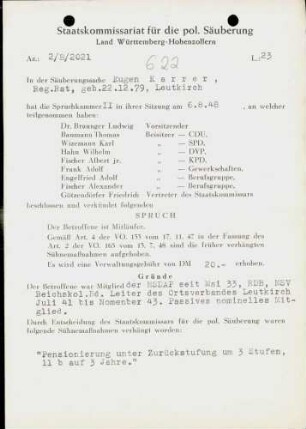 Staatskommissariat für die pol. Säuberung
Land Württemberg-Hohenzollern
Az.: 2/8/2021
622
L.23
In der Säuberungssache Eugen Karrer,
Reg.Rat, geb.22.12.79, Leutkirch
hat die Spruchkammer II in ihrer Sitzung am 6.8.48, an welcher
teilgenommen haben:
Dr. Braunger Ludwig Vorsitzender
Baumann Thomas Beisitzer — CDU.
Wizemann Karl „ — SPD.
Hahn Wilhelm „ — DVP.
Fischer Albert jr. „ — KPD.
Frank Adolf „ — Gewerkschaften.
Engelfried Adolf „ — Berufsgruppe.
Fischer Alexander „ — Berufsgruppe.
Götzendörfer Friedrich Vertreter des Staatskommissars
beschlossen und verkündet folgenden
SPRUCH
Der Betroffene ist Mitläufer.
Gemäß Art. 4 der VO. 133 vom 17. 11. 47 in der Fassung des
Art. 2 der VO. 165 vom 13. 7. 48 sind die früher verhängten
Sühnemaßnahmen aufgehoben.
Es wird eine Verwaltungsgebühr von DM 20.- erhoben.
Gründe
Der Betroffene war Mitglied der NSDAP seit Mai 33, RDB, NSV
Reichskol.Bd. Leiter des Ortsverbandes Leutkirch
Juli 41 bis November 43. Passives nominelles Mit-
glied.
Durch Entscheidung des Staatskommissars für die pol. Säuberung waren
folgende Sühnemaßnahmen verhängt worden:
"Pensionierung unter Zurückstufung um 3 Stufen,
11 b auf 3 Jahre."